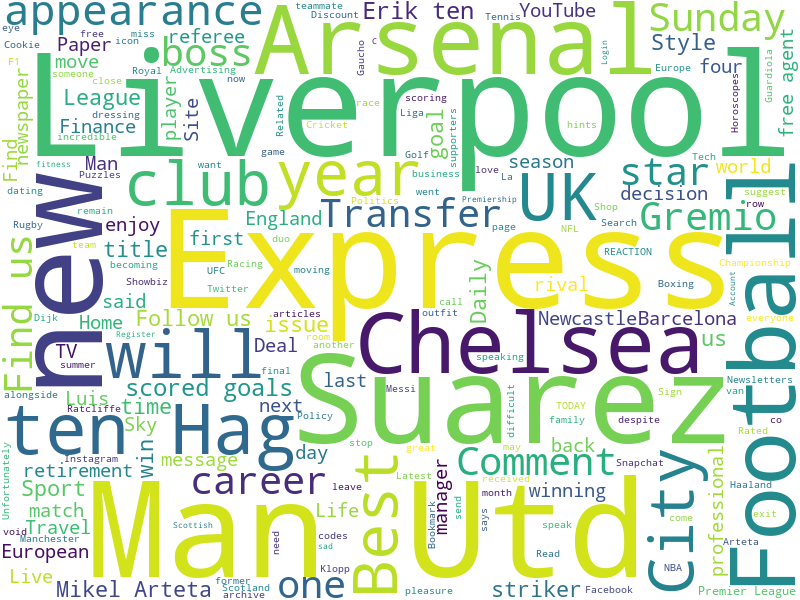 appearance
Erik ten
YouTube
Sunday
Arsenal
boss
referee
Discount
teammate
Tennis
Cookie
free
miss
eye
icon
Paper
Style
four
move
Royal
Advertising
someone
close
now
Europe
Login
C
Gaucho
Guardiola
F1
Liverpool
League
Finance
player
Site
newspaper
Find
dressing
incredible
race
scoring
Related
Cricket
Liga
supporters
goal
hints
Horoscopes
free agent
Man
Puzzles
fitness
dating
want
game
Golf
business
season
star
Tech
world
club
year
Politics
love
La
went
Premiership
UK
decision
suggest
row
Rugby
remain
enjoy
England
Transfer
Shop
Search
Gremio
page
NFL
new
team
title
first
duo
becoming
UFC
Racing
moving
Express
rival
REACTION
Boxing
Championship
Football
Find us
said
Showbiz
Twitter
Daily
Account
Home
Dijk
Follow us
articles
issue
call
outfit
Newcastle
Barcelona
us
Register
room
TV
summer
will
Deal
another
final
Chelsea
speaking
everyone
alongside
Luis
scored goals
last
Messi
Sign
van
Newsletters
Ratcliffe
time
next
Policy
Suarez
difficult
TODAY
despite
Rated
co
ten Hag
Sky
day
family
back
Haaland
Unfortunately
Instagram
win
message
stop
great
may
Comment
Snapchat
retirement
career
Best
Latest
received
manager
month
winning
City
professional
come
exit
Sport
match
leave
Life
Bookmark
send
says
speak
Arteta
void
Travel
Man Utd
Manchester
Scottish
need
codes
sad
Klopp
Read
NBA
European
Live
Mikel Arteta
former
Scotland
archive
one
pleasure
striker
Facebook
Premier League